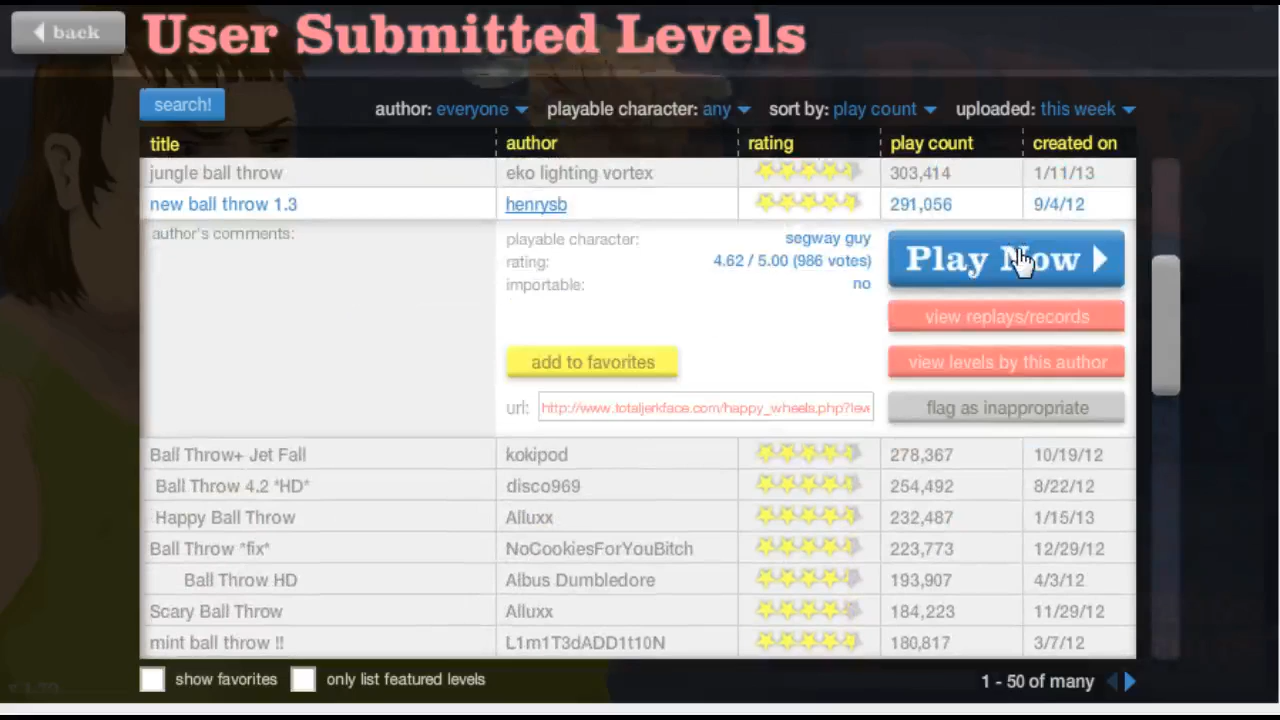 back
User Submitted Levels
search!
author: everyone playable character: any sort by: play count uploaded: this week
title author rating play count created on
jungle ball throw eko lighting vortex 303,414 1/11/13
new ball throw 1.3 henrysb 291,056 9/4/12
author's comments:
playable character: segway guy
rating: 4.62 / 5.00 (986 votes)
importable: no
Play Now
view replays/records
add to favorites
view levels by this author
url: http://www.totaljerkface.com/happy_wheels.php?lev
flag as inappropriate
Ball Throw+ Jet Fall kokipod 278,367 10/19/12
Ball Throw 4.2 *HD* disco969 254,492 8/22/12
Happy Ball Throw Alluxx 232,487 1/15/13
Ball Throw *fix* NoCookiesForYouBitch 223,773 12/29/12
Ball Throw HD Albus Dumbledore 193,907 4/3/12
Scary Ball Throw Alluxx 184,223 11/29/12
mint ball throw !! L1m1T3dADD1t10N 180,817 3/7/12
show favorites only list featured levels 1 - 50 of many